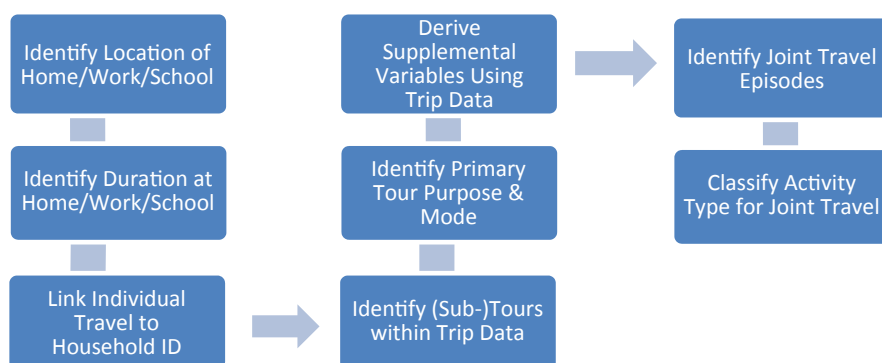 Identify Location of
Home/Work/School
Identify Duration at
Home/Work/School
Link Individual
Travel to
Household ID
Identify (Sub-)Tours
within Trip Data
Identify Primary
Tour Purpose &
Mode
Derive
Supplemental
Variables Using
Trip Data
Identify Joint Travel
Episodes
Classify Activity
Type for Joint Travel